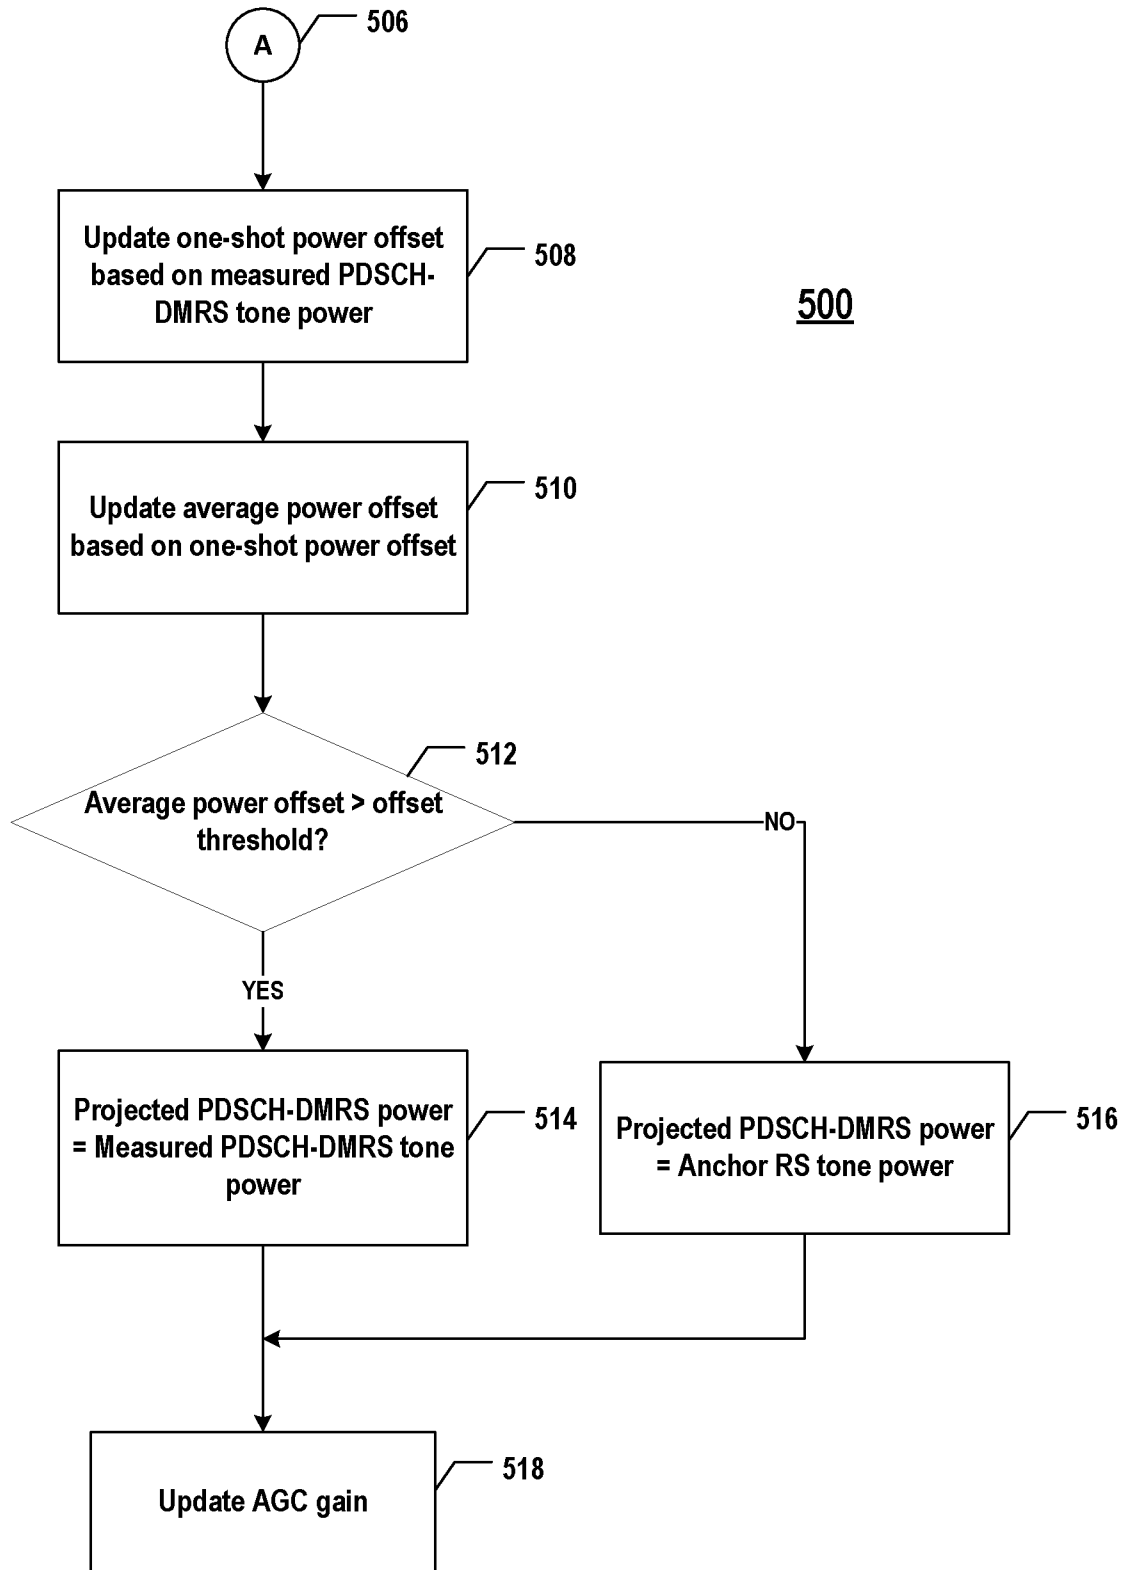 A
506
Update one-shot power offset
based on measured PDSCH-
DMRS tone power
508
500
Update average power offset
based on one-shot power offset
510
512
Average power offset > offset
threshold?
NO
YES
Projected PDSCH-DMRS power
= Measured PDSCH-DMRS tone
power
514
Projected PDSCH-DMRS power
= Anchor RS tone power
516
Update AGC gain
518